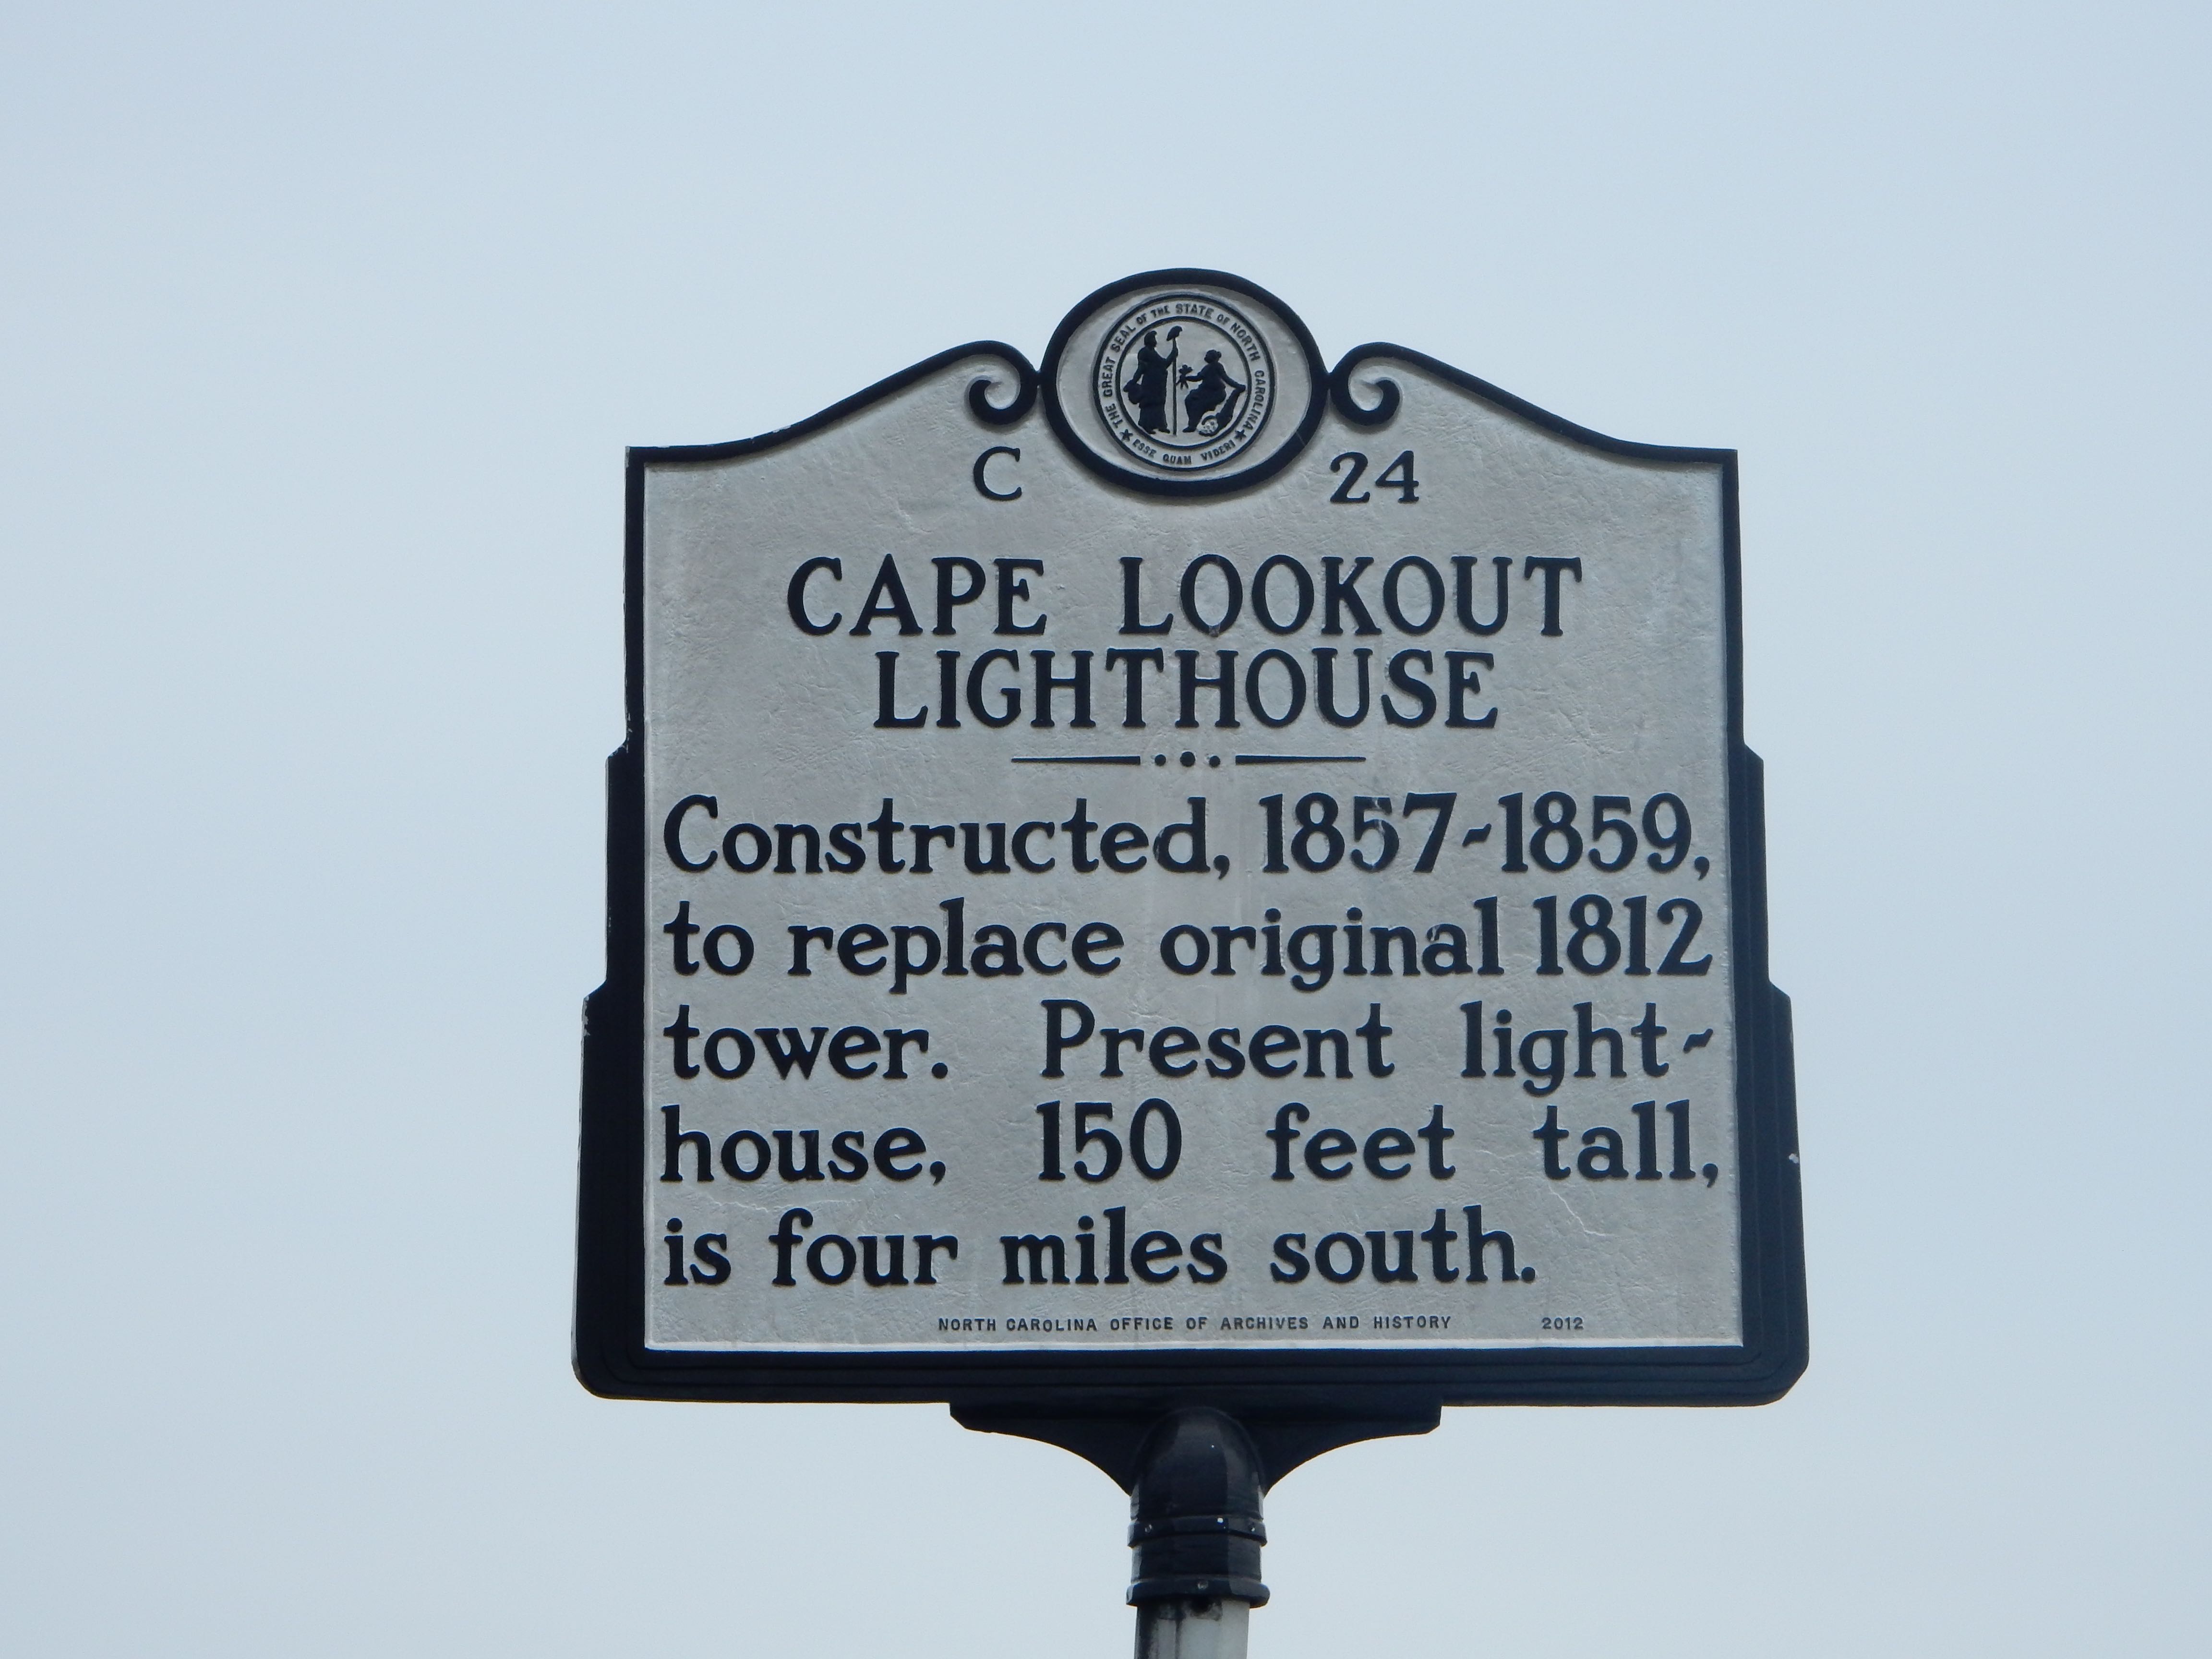 THE GREAT SEAL OF THE STATE OF NORTH CAROLINA
ESSE QUAM VIDERI
C 24
CAPE LOOKOUT
LIGHTHOUSE
Constructed, 1857-1859,
to replace original 1812
tower. Present light-
house, 150 feet tall,
is four miles south.
NORTH CAROLINA OFFICE OF ARCHIVES AND HISTORY 2012